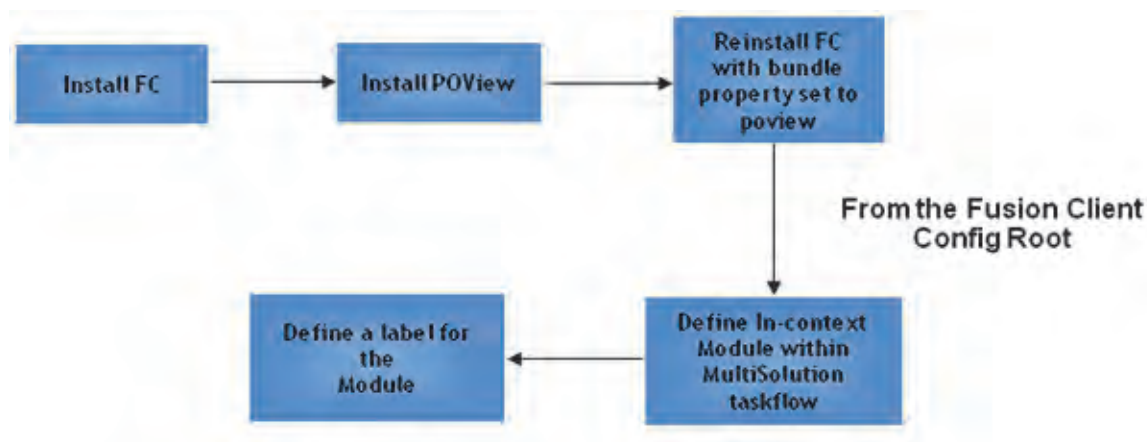 Install FC
Install POView
Reinstall FC
with bundle
property set to
poview
From the Fusion Client
Config Root
Define In-context
Module within
MultiSolution
taskflow
Define a label for
the
Module